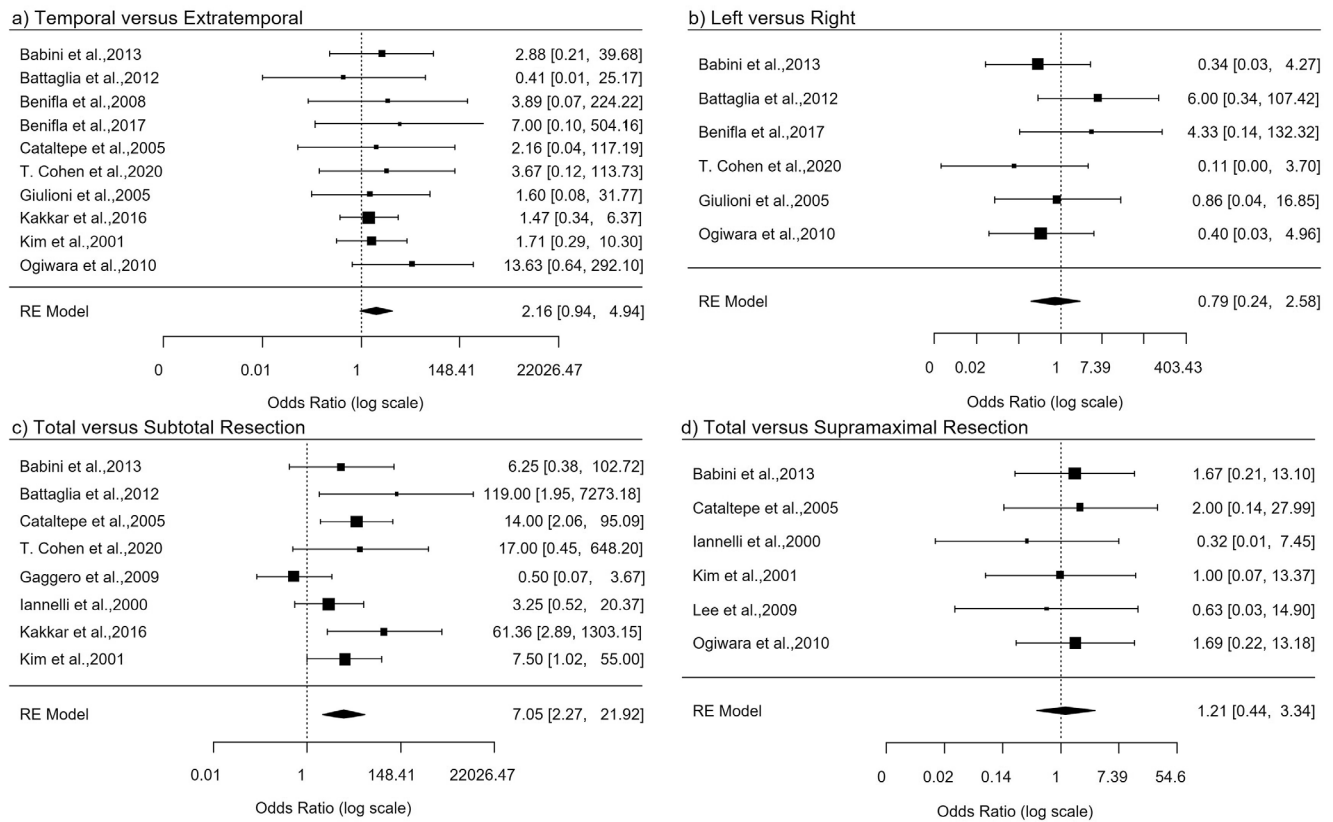 a) Temporal versus Extratemporal
Babini et al.,2013 2.88 [0.21, 39.68]
Battaglia et al.,2012 0.41 [0.01, 25.17]
Benifla et al.,2008 3.89 [0.07, 224.22]
Benifla et al.,2017 7.00 [0.10, 504.16]
Cataltepe et al.,2005 2.16 [0.04, 117.19]
T. Cohen et al.,2020 3.67 [0.12, 113.73]
Giulioni et al.,2005 1.60 [0.08, 31.77]
Kakkar et al.,2016 1.47 [0.34, 6.37]
Kim et al.,2001 1.71 [0.29, 10.30]
Ogiwara et al.,2010 13.63 [0.64, 292.10]
RE Model 2.16 [0.94, 4.94]
0 0.01 1 148.41 22026.47
Odds Ratio (log scale)
b) Left versus Right
Babini et al.,2013 0.34 [0.03, 4.27]
Battaglia et al.,2012 6.00 [0.34, 107.42]
Benifla et al.,2017 4.33 [0.14, 132.32]
T. Cohen et al.,2020 0.11 [0.00, 3.70]
Giulioni et al.,2005 0.86 [0.04, 16.85]
Ogiwara et al.,2010 0.40 [0.03, 4.96]
RE Model 0.79 [0.24, 2.58]
0 0.02 1 7.39 403.43
Odds Ratio (log scale)
c) Total versus Subtotal Resection
Babini et al.,2013 6.25 [0.38, 102.72]
Battaglia et al.,2012 119.00 [1.95, 7273.18]
Cataltepe et al.,2005 14.00 [2.06, 95.09]
T. Cohen et al.,2020 17.00 [0.45, 648.20]
Gaggero et al.,2009 0.50 [0.07, 3.67]
Iannelli et al.,2000 3.25 [0.52, 20.37]
Kakkar et al.,2016 61.36 [2.89, 1303.15]
Kim et al.,2001 7.50 [1.02, 55.00]
RE Model 7.05 [2.27, 21.92]
0.01 1 148.41 22026.47
Odds Ratio (log scale)
d) Total versus Supramaximal Resection
Babini et al.,2013 1.67 [0.21, 13.10]
Cataltepe et al.,2005 2.00 [0.14, 27.99]
Iannelli et al.,2000 0.32 [0.01, 7.45]
Kim et al.,2001 1.00 [0.07, 13.37]
Lee et al.,2009 0.63 [0.03, 14.90]
Ogiwara et al.,2010 1.69 [0.22, 13.18]
RE Model 1.21 [0.44, 3.34]
0 0.02 0.14 1 7.39 54.6
Odds Ratio (log scale)